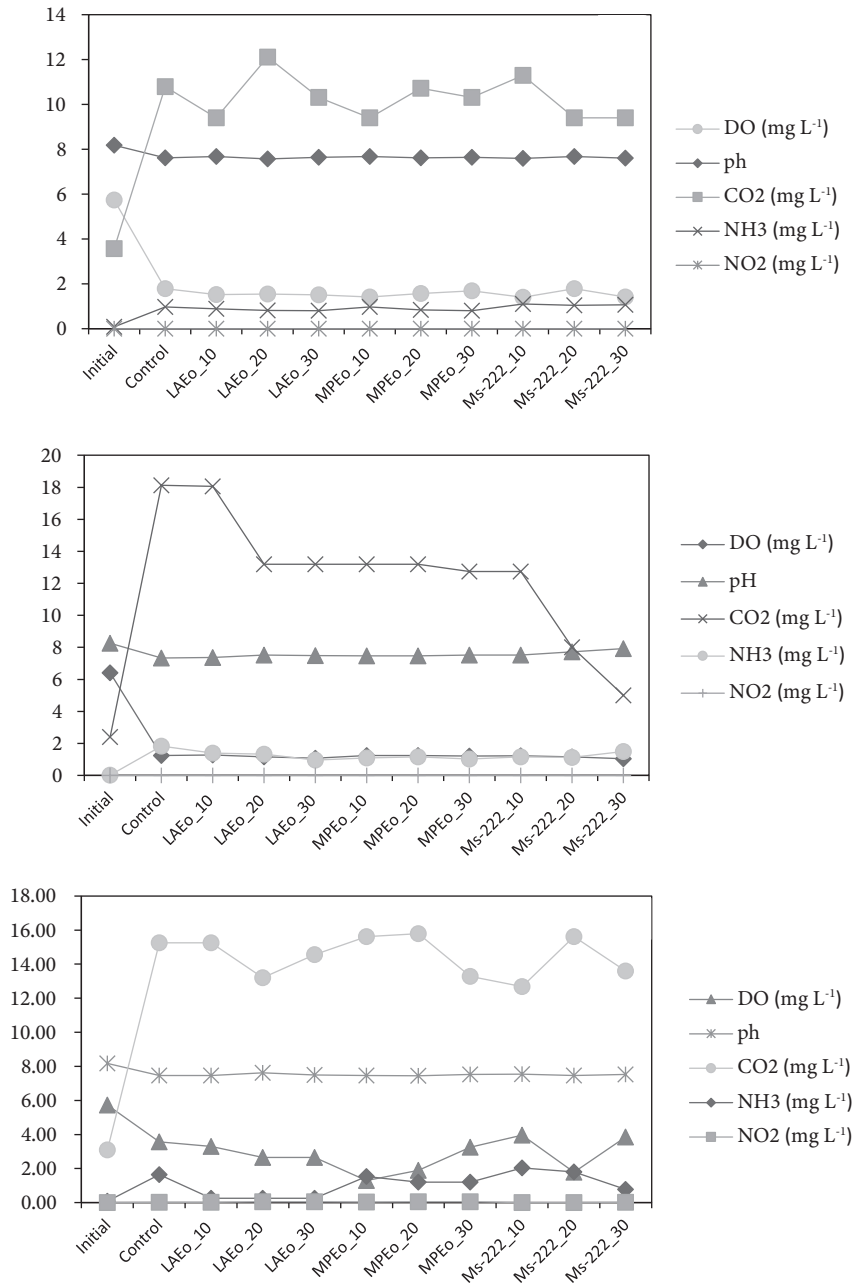 14
12
10
8
6
4
2
0
Initial
Control
LAEo_10
LAEo_20
LAEo_30
MPEo_10
MPEo_20
MPEo_30
Ms-222_10
Ms-222_20
Ms-222_30
DO (mg L-1)
ph
CO2 (mg L-1)
NH3 (mg L-1)
NO2 (mg L-1)
20
18
16
14
12
10
8
6
4
2
0
Initial
Control
LAEo_10
LAEo_20
LAEo_30
MPEo_10
MPEo_20
MPEo_30
Ms-222_10
Ms-222_20
Ms-222_30
DO (mg L-1)
pH
CO2 (mg L-1)
NH3 (mg L-1)
NO2 (mg L-1)
18.00
16.00
14.00
12.00
10.00
8.00
6.00
4.00
2.00
0.00
Initial
Control
LAEo_10
LAEo_20
LAEo_30
MPEo_10
MPEo_20
MPEo_30
Ms-222_10
Ms-222_20
Ms-222_30
DO (mg L-1)
ph
CO2 (mg L-1)
NH3 (mg L-1)
NO2 (mg L-1)